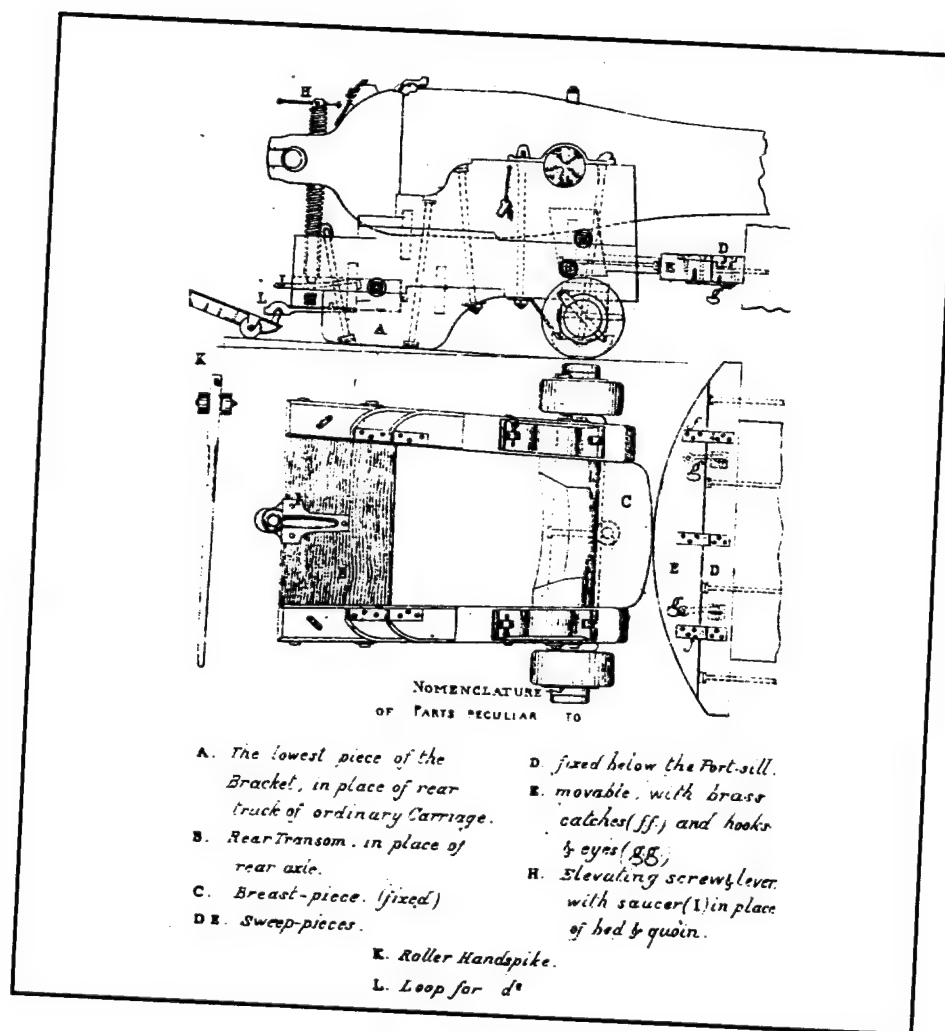 H
D
E
I
L
A
K
B
C
E
D
g
g
f
NOMENCLATURE
OF PARTS PECULIAR TO
A. The lowest piece of the
Bracket, in place of rear
truck of ordinary Carriage.
B. Rear Transom. in place of
rear axle.
C. Breast-piece. (fixed)
D E. Sweep-pieces.
D. fixed below the Port-sill.
E. movable, with brass
catches (ff.) and hooks
& eyes (gg)
H. Elevating screw & lever
with saucer (I) in place
of bed & quoin.
K. Roller Handspike.
L. Loop for dº